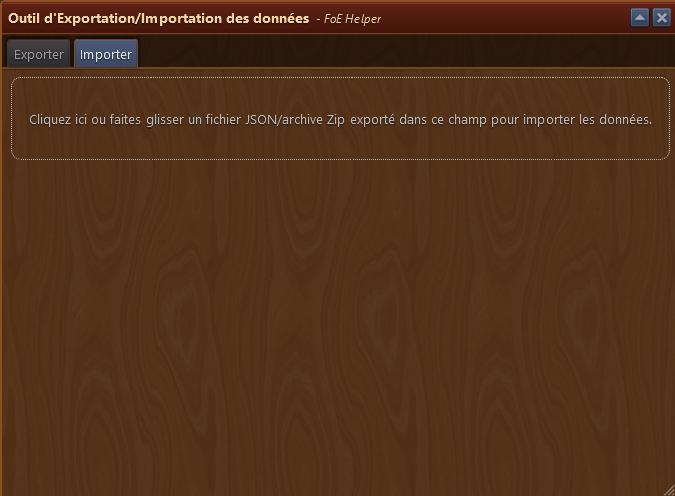 Outil d'Exportation/Importation des données - FoE Helper
Exporter Importer
Cliquez ici ou faites glisser un fichier JSON/archive Zip exporté dans ce champ pour importer les données.